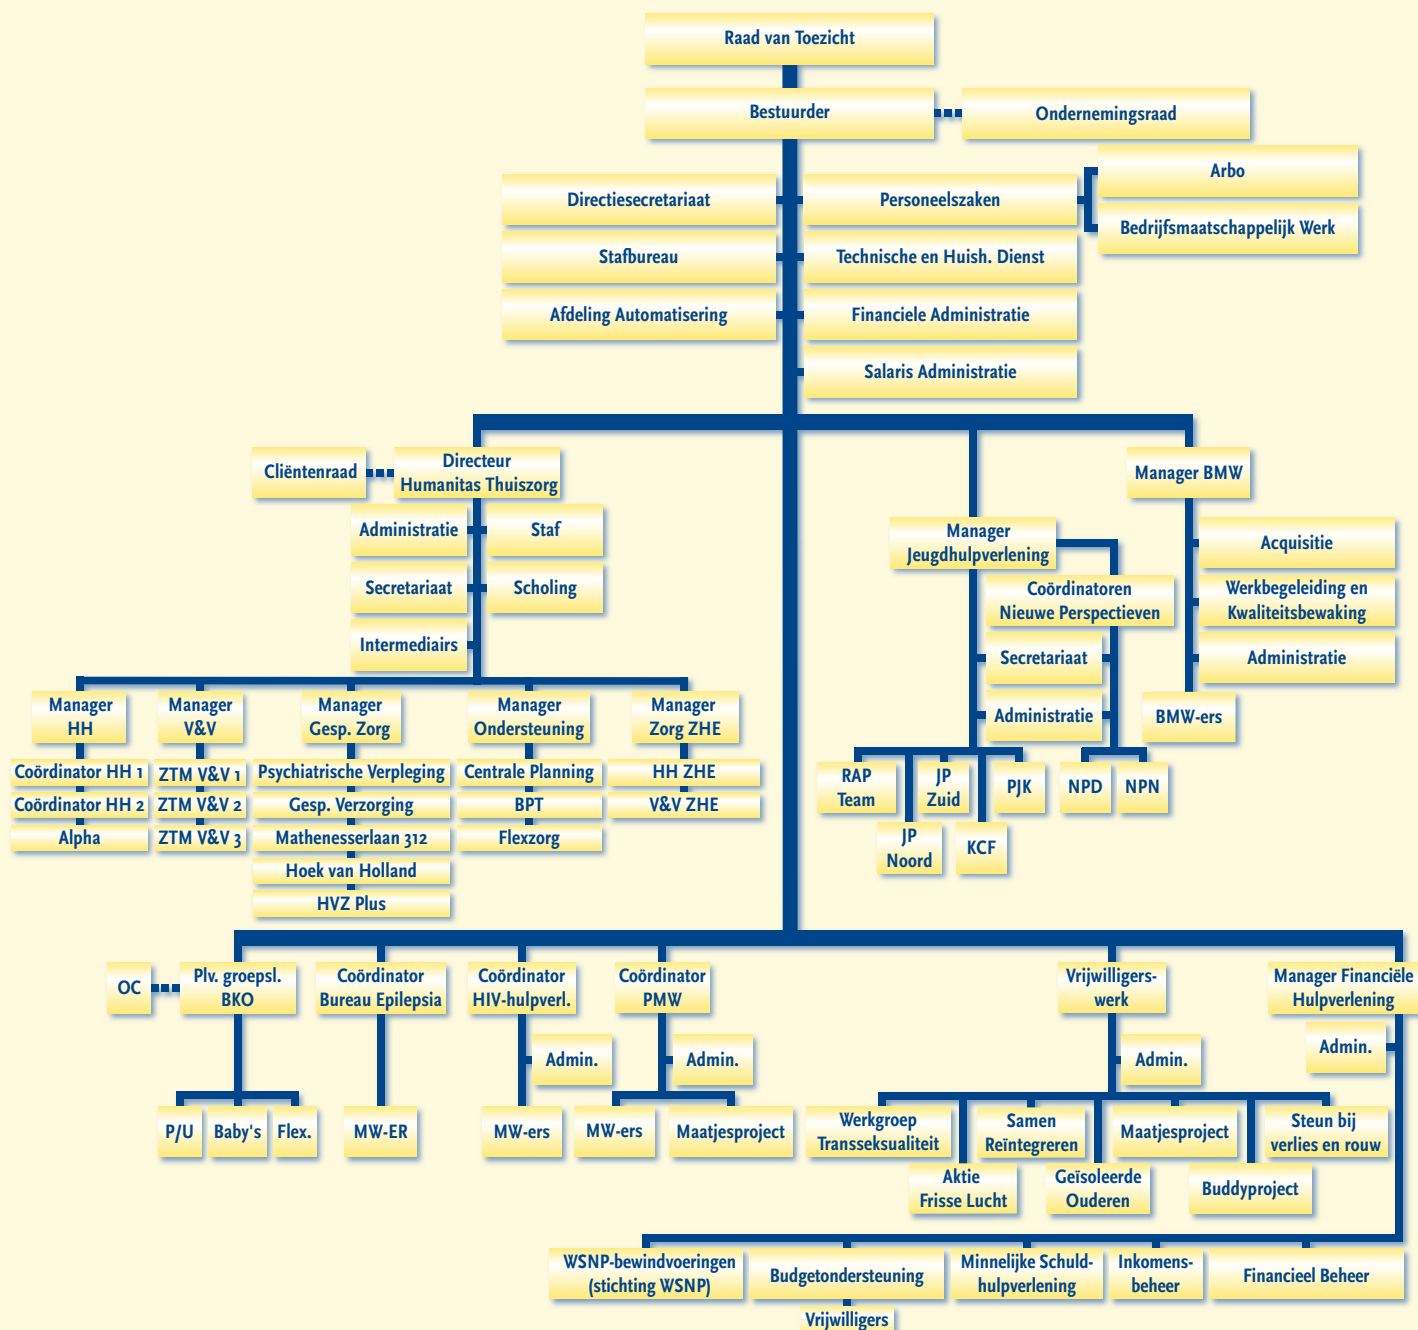 Raad van Toezicht
Bestuurder
Ondernemingsraad
Arbo
Directiesecretariaat
Personeelszaken
Bedrijfsmaatschappelijk Werk
Stafbureau
Technische en Huish. Dienst
Afdeling Automatisering
Financiele Administratie
Salaris Administratie
Cliëntenraad
Directeur
Humanitas Thuiszorg
Manager BMW
Administratie
Staf
Manager
Jeugdhulpverlening
Acquisitie
Secretariaat
Scholing
Coördinatoren
Nieuwe Perspectieven
Werkbegeleiding en
Kwaliteitsbewaking
Intermediairs
Secretariaat
Administratie
Manager
HH
Manager
V&V
Manager
Gesp. Zorg
Manager
Ondersteuning
Manager
Zorg ZHE
Administratie
BMW-ers
Coördinator HH 1
ZTM V&V 1
Psychiatrische Verpleging
Centrale Planning
HH ZHE
RAP
Team
JP
Zuid
PJK
NPD
NPN
Coördinator HH 2
ZTM V&V 2
Gesp. Verzorging
BPT
V&V ZHE
Alpha
ZTM V&V 3
Mathenesserlaan 312
Flexzorg
JP
Noord
KCF
Hoek van Holland
HVZ Plus
OC
Plv. groepsl.
BKO
Coördinator
Bureau Epilepsia
Coördinator
HIV-hulpverl.
Coördinator
PMW
Vrijwilligers-
werk
Manager Financiële
Hulpverlening
Admin.
Admin.
Admin.
Admin.
P/U
Baby's
Flex.
MW-ER
MW-ers
MW-ers
Maatjesproject
Werkgroep
Transseksualiteit
Samen
Reïntegreren
Maatjesproject
Steun bij
verlies en rouw
Aktie
Frisse Lucht
Geïsoleerde
Ouderen
Buddyproject
WSNP-bewindvoeringen
(stichting WSNP)
Budgetondersteuning
Minnelijke Schuld-
hulpverlening
Inkomens-
beheer
Financieel Beheer
Vrijwilligers